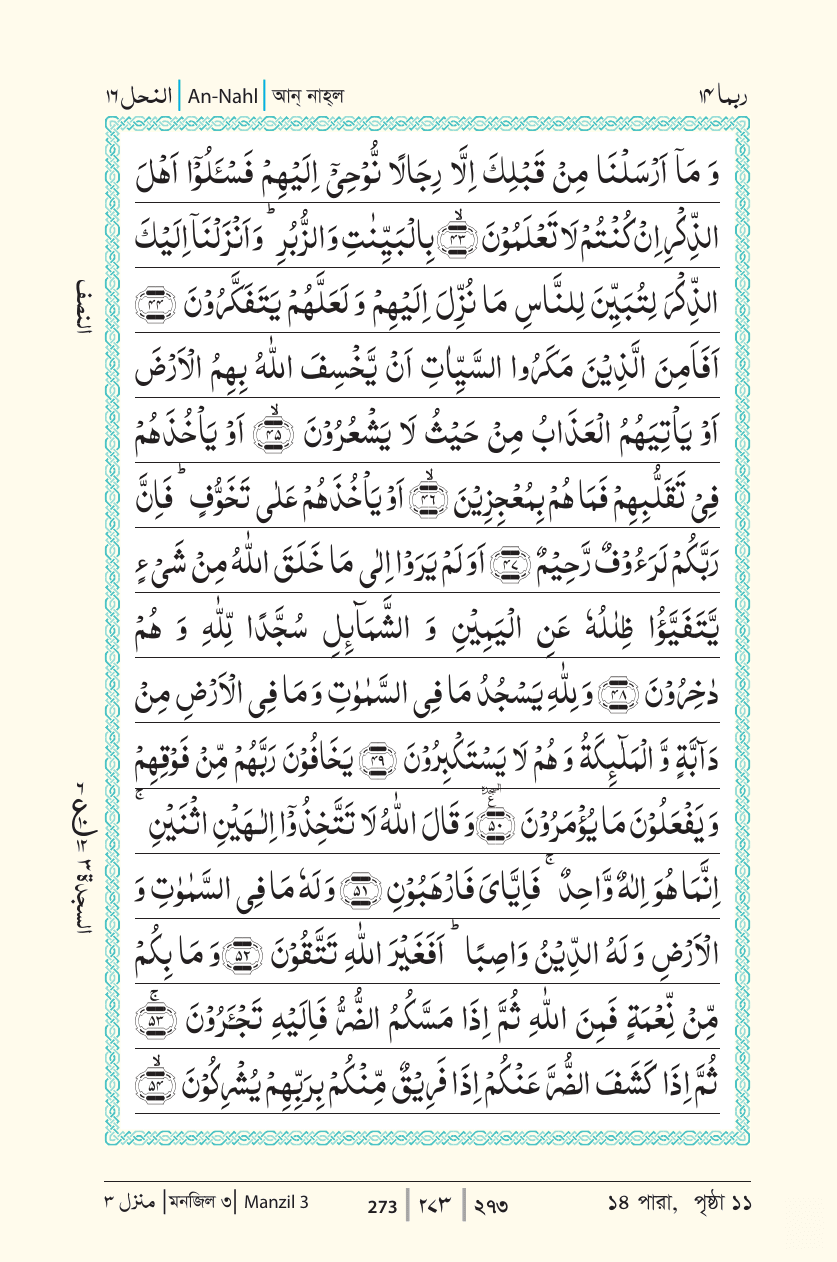 النحل ١٦ | An-Nahl | আন্ নাহ্‌ল
ربما ١۴
وَ مَاۤ اَرْسَلْنَا مِنْ قَبْلِكَ اِلَّا رِجَالًا نُّوْحِیْۤ اِلَیْهِمْ فَسْـَٔلُوْۤا اَهْلَ
الذِّكْرِ اِنْ كُنْتُمْ لَا تَعْلَمُوْنَ ﴿۴۳﴾ۙ بِالْبَیِّنٰتِ وَ الزُّبُرِ ؕ وَ اَنْزَلْنَاۤ اِلَیْكَ
الذِّكْرَ لِتُبَیِّنَ لِلنَّاسِ مَا نُزِّلَ اِلَیْهِمْ وَ لَعَلَّهُمْ یَتَفَكَّرُوْنَ ﴿۴۴﴾
اَفَاَمِنَ الَّذِیْنَ مَكَرُوا السَّیِّاٰتِ اَنْ یَّخْسِفَ اللّٰهُ بِهِمُ الْاَرْضَ
اَوْ یَاْتِیَهُمُ الْعَذَابُ مِنْ حَیْثُ لَا یَشْعُرُوْنَ ﴿۴۵﴾ۙ اَوْ یَاْخُذَهُمْ
فِیْ تَقَلُّبِهِمْ فَمَا هُمْ بِمُعْجِزِیْنَ ﴿۴۶﴾ۙ اَوْ یَاْخُذَهُمْ عَلٰی تَخَوُّفٍ ؕ فَاِنَّ
رَبَّكُمْ لَرَءُوْفٌ رَّحِیْمٌ ﴿۴۷﴾ اَوَ لَمْ یَرَوْا اِلٰی مَا خَلَقَ اللّٰهُ مِنْ شَیْءٍ
یَّتَفَیَّؤُا ظِلٰلُهٗ عَنِ الْیَمِیْنِ وَ الشَّمَآىِٕلِ سُجَّدًا لِّلّٰهِ وَ هُمْ
دٰخِرُوْنَ ﴿۴۸﴾ وَ لِلّٰهِ یَسْجُدُ مَا فِی السَّمٰوٰتِ وَ مَا فِی الْاَرْضِ مِنْ
دَآبَّةٍ وَّ الْمَلٰٓىِٕكَةُ وَ هُمْ لَا یَسْتَكْبِرُوْنَ ﴿۴۹﴾ یَخَافُوْنَ رَبَّهُمْ مِّنْ فَوْقِهِمْ
وَ یَفْعَلُوْنَ مَا یُؤْمَرُوْنَ ﴿۵۰﴾ وَ قَالَ اللّٰهُ لَا تَتَّخِذُوْۤا اِلٰـهَیْنِ اثْنَیْنِ ۚ
اِنَّمَا هُوَ اِلٰهٌ وَّاحِدٌ ۚ فَاِیَّایَ فَارْهَبُوْنِ ﴿۵۱﴾ وَ لَهٗ مَا فِی السَّمٰوٰتِ وَ
الْاَرْضِ وَ لَهُ الدِّیْنُ وَاصِبًا ؕ اَفَغَیْرَ اللّٰهِ تَتَّقُوْنَ ﴿۵۲﴾ وَ مَا بِكُمْ
مِّنْ نِّعْمَةٍ فَمِنَ اللّٰهِ ثُمَّ اِذَا مَسَّكُمُ الضُّرُّ فَاِلَیْهِ تَجْـَٔرُوْنَ ﴿۵۳﴾ۚ
ثُمَّ اِذَا كَشَفَ الضُّرَّ عَنْكُمْ اِذَا فَرِیْقٌ مِّنْكُمْ بِرَبِّهِمْ یُشْرِكُوْنَ ﴿۵۴﴾ۙ
النصف
السجدة ٣
منزل ٣ | মনজিল ৩ | Manzil 3
273 | ٢٧٣ | ২৭৩
১৪ পারা, পৃষ্ঠা ১১